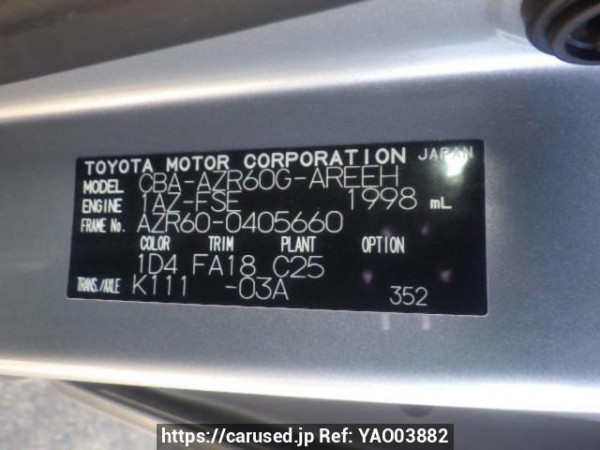 TOYOTA MOTOR CORPORATION JAPAN
MODEL CBA-AZR60G-AREEH
ENGINE 1AZ-FSE 1998 mL
FRAME No. AZR60-0405660
COLOR TRIM PLANT OPTION
1D4 FA18 C25
TRANS./AXLE K111 -03A 352
https://carused.jp Ref: YAO03882